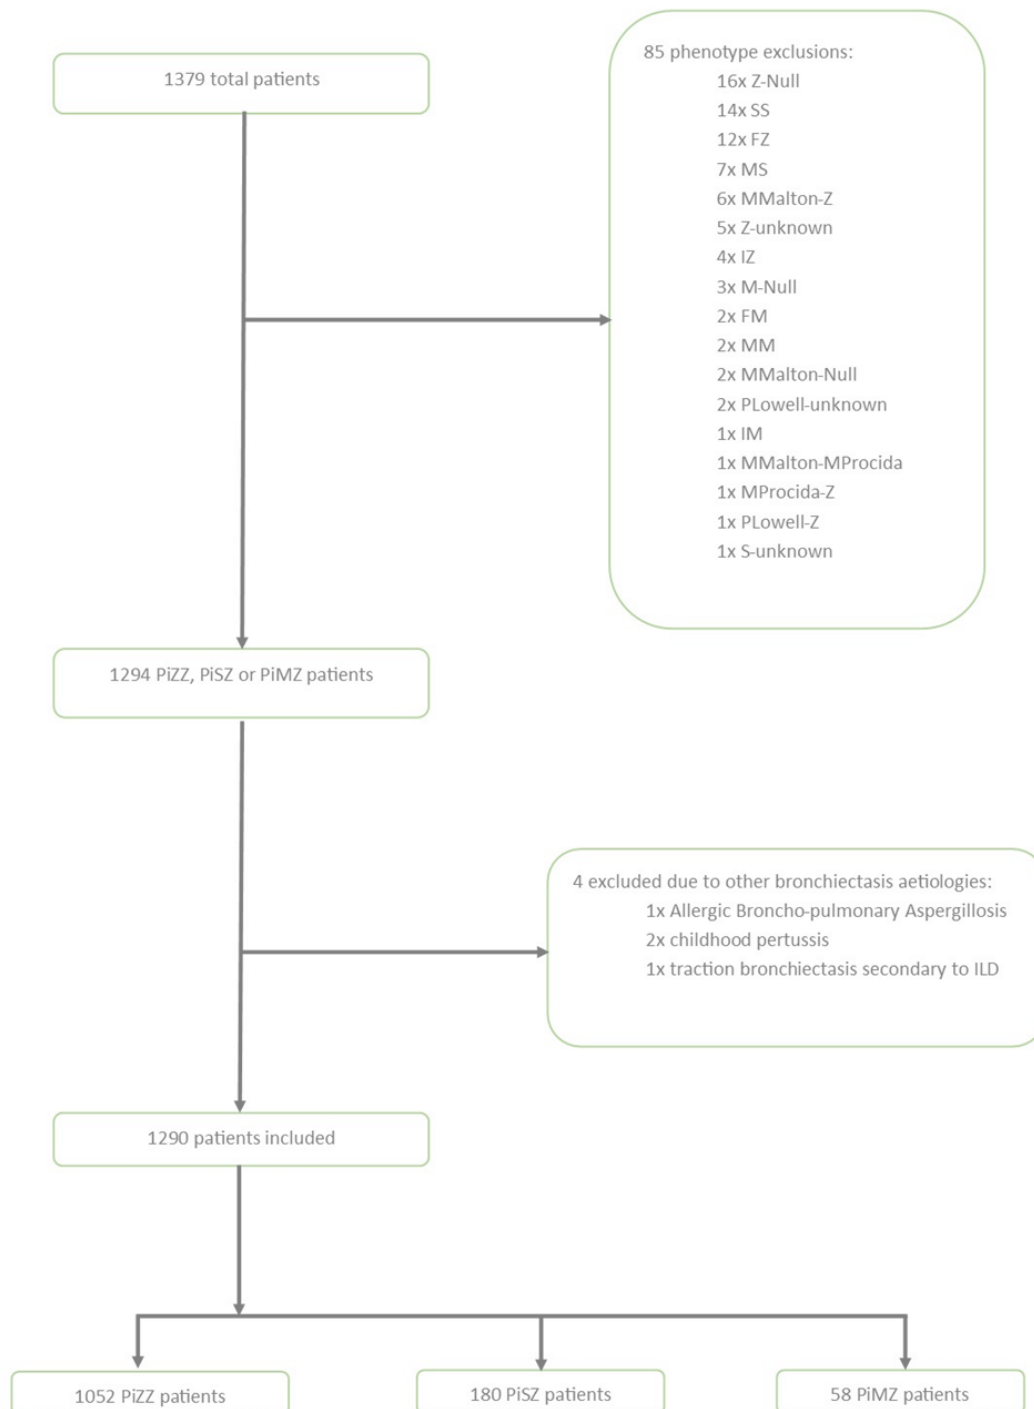 1379 total patients
85 phenotype exclusions:
16x Z-Null
14x SS
12x FZ
7x MS
6x MMalton-Z
5x Z-unknown
4x IZ
3x M-Null
2x FM
2x MM
2x MMalton-Null
2x PLowell-unknown
1x IM
1x MMalton-MProcida
1x MProcida-Z
1x PLowell-Z
1x S-unknown
1294 PiZZ, PiSZ or PiMZ patients
4 excluded due to other bronchiectasis aetiologies:
1x Allergic Broncho-pulmonary Aspergillosis
2x childhood pertussis
1x traction bronchiectasis secondary to ILD
1290 patients included
1052 PiZZ patients
180 PiSZ patients
58 PiMZ patients